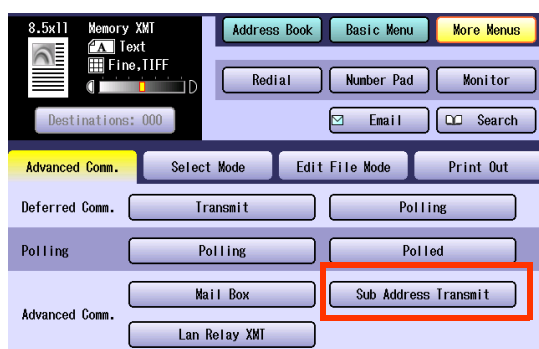 8.5x11 Memory XMT
A Text
Fine,TIFF
D
Destinations: 000
Address Book Basic Menu More Menus
Redial Number Pad Monitor
Email Search
Advanced Comm. Select Mode Edit File Mode Print Out
Deferred Comm. Transmit Polling
Polling Polling Polled
Advanced Comm. Mail Box Sub Address Transmit
Lan Relay XMT